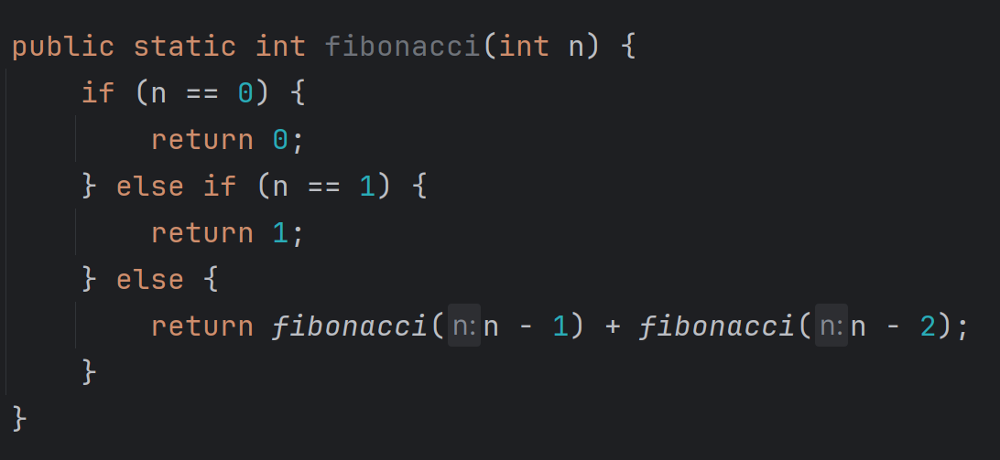 public static int fibonacci(int n) {
    if (n == 0) {
        return 0;
    } else if (n == 1) {
        return 1;
    } else {
        return fibonacci(n: n - 1) + fibonacci(n: n - 2);
    }
}